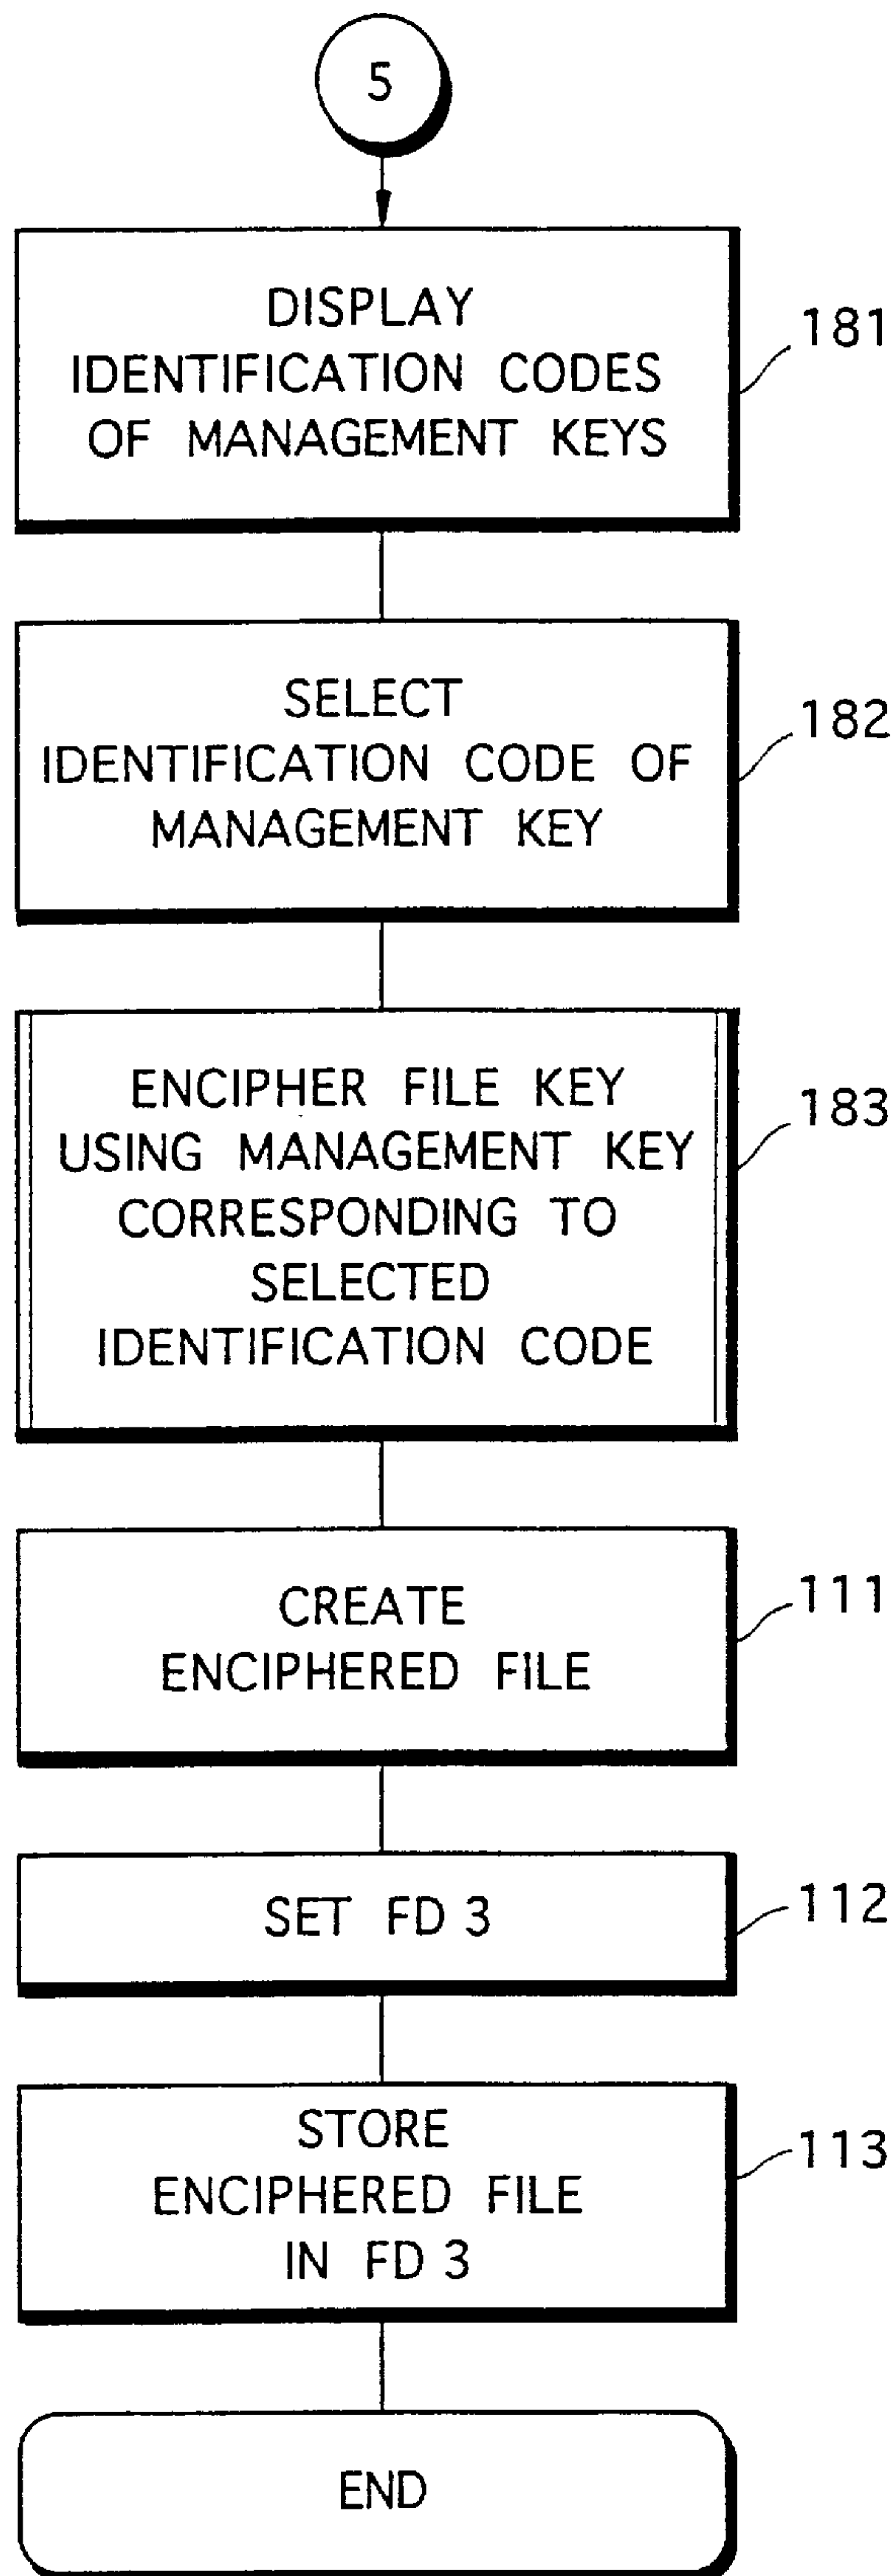 5
DISPLAY
IDENTIFICATION CODES
OF MANAGEMENT KEYS
181
SELECT
IDENTIFICATION CODE OF
MANAGEMENT KEY
182
ENCIPHER FILE KEY
USING MANAGEMENT KEY
CORRESPONDING TO
SELECTED
IDENTIFICATION CODE
183
CREATE
ENCIPHERED FILE
111
SET FD 3
112
STORE
ENCIPHERED FILE
IN FD 3
113
END